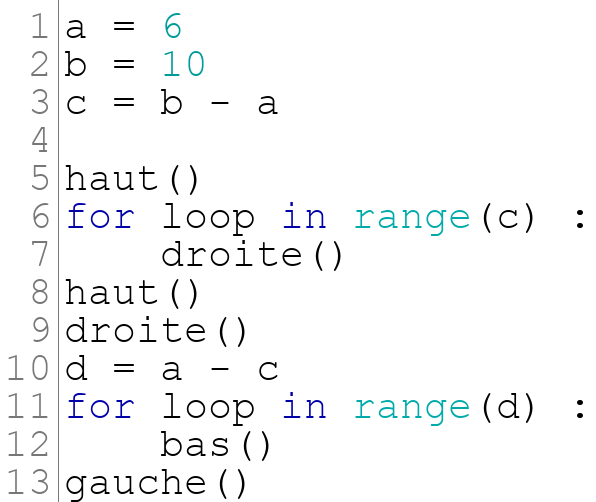 1 a = 6
2 b = 10
3 c = b - a
4
5 haut()
6 for loop in range(c) :
7     droite()
8 haut()
9 droite()
10 d = a - c
11 for loop in range(d) :
12     bas()
13 gauche()